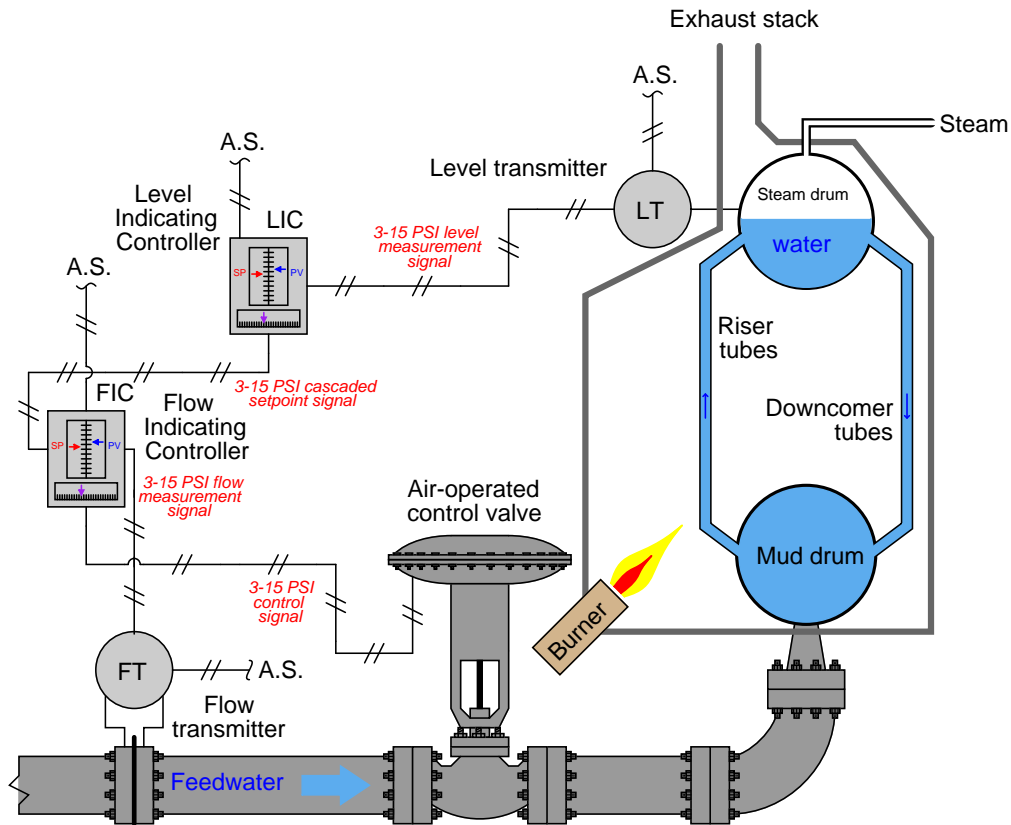 Exhaust stack
A.S.
Steam
A.S.
Level transmitter
Steam drum
Level
Indicating
Controller
LIC
LT
3-15 PSI level
measurement
signal
water
A.S.
SP
PV
Riser
tubes
3-15 PSI cascaded
setpoint signal
FIC
Flow
Indicating
Controller
Downcomer
tubes
SP
PV
3-15 PSI flow
measurement
signal
Air-operated
control valve
Mud drum
3-15 PSI
control
signal
Burner
FT
A.S.
Flow
transmitter
Feedwater